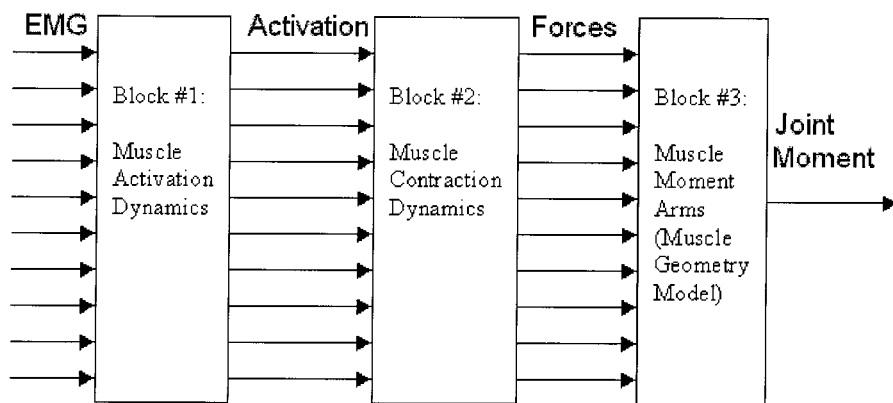 EMG
Activation
Forces
Block #1:
Muscle
Activation
Dynamics
Block #2:
Muscle
Contraction
Dynamics
Block #3:
Muscle
Moment
Arms
(Muscle
Geometry
Model)
Joint
Moment